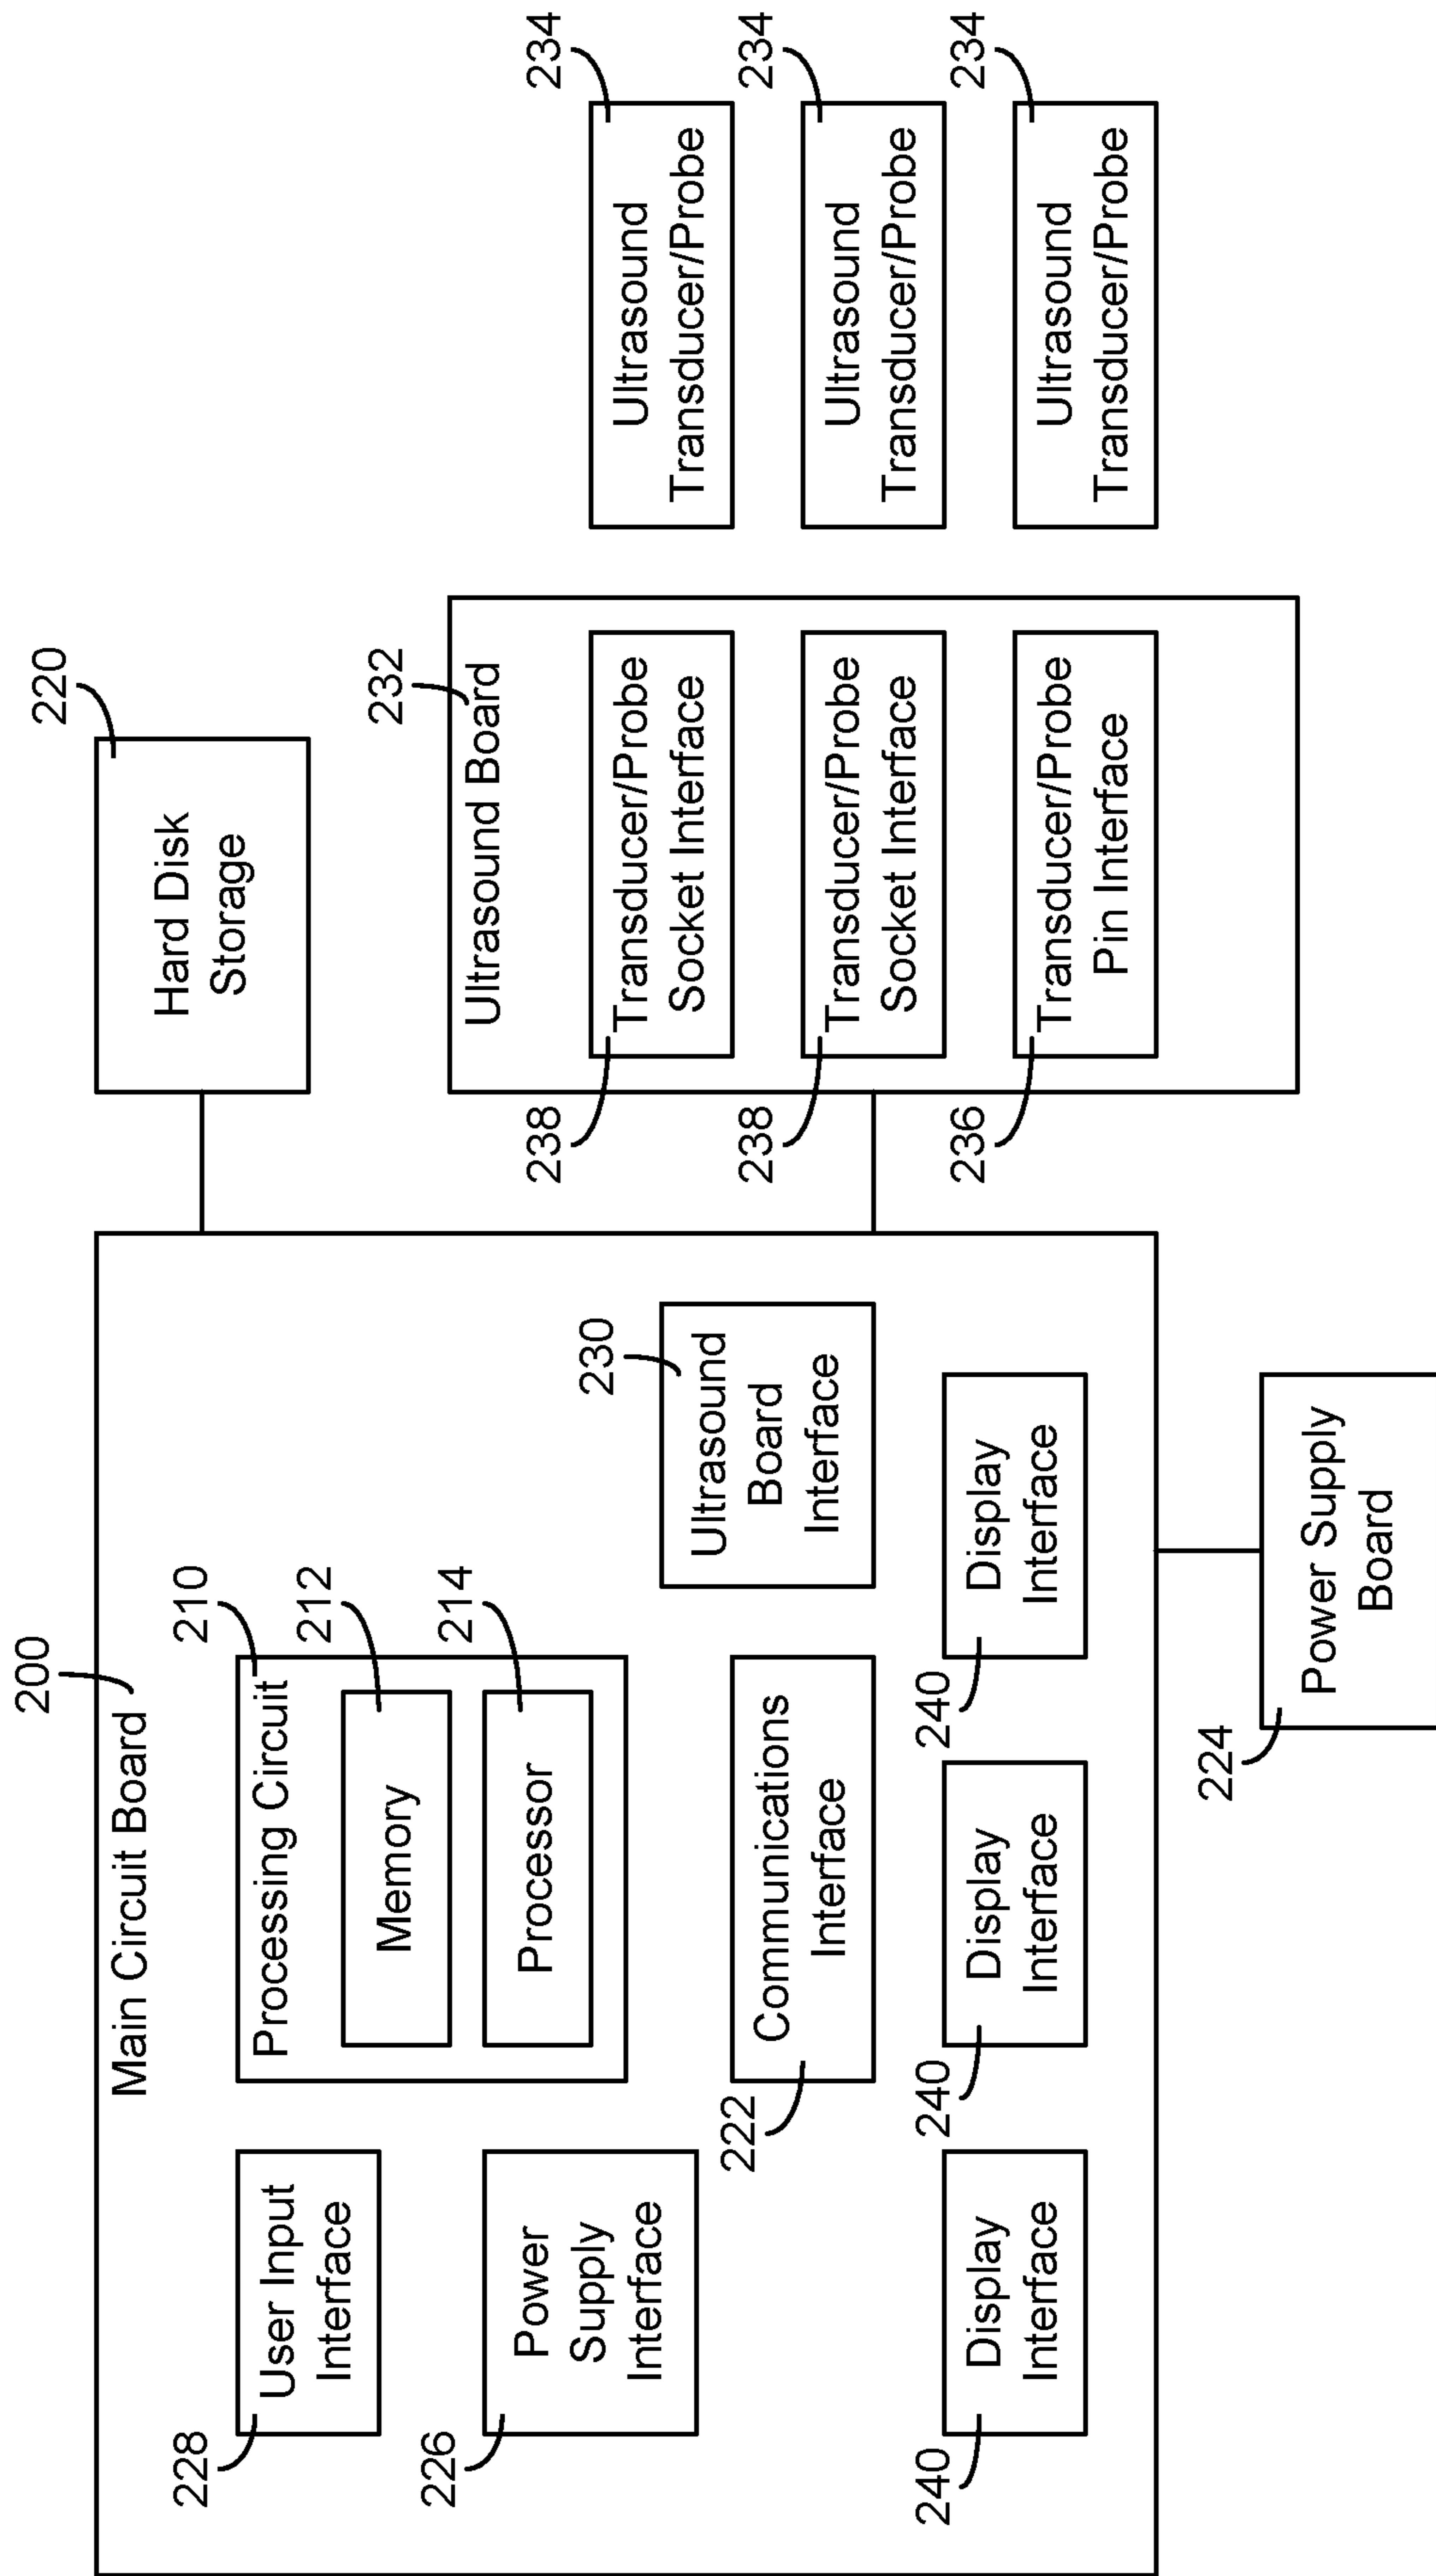 200
Main Circuit Board
228
User Input
Interface
210
Processing Circuit
212
Memory
214
Processor
226
Power
Supply
Interface
222
Communications
Interface
230
Ultrasound
Board
Interface
240
Display
Interface
240
Display
Interface
240
Display
Interface
224
Power Supply
Board
220
Hard Disk
Storage
232
Ultrasound Board
238
Transducer/Probe
Socket Interface
238
Transducer/Probe
Socket Interface
236
Transducer/Probe
Pin Interface
234
Ultrasound
Transducer/Probe
234
Ultrasound
Transducer/Probe
234
Ultrasound
Transducer/Probe